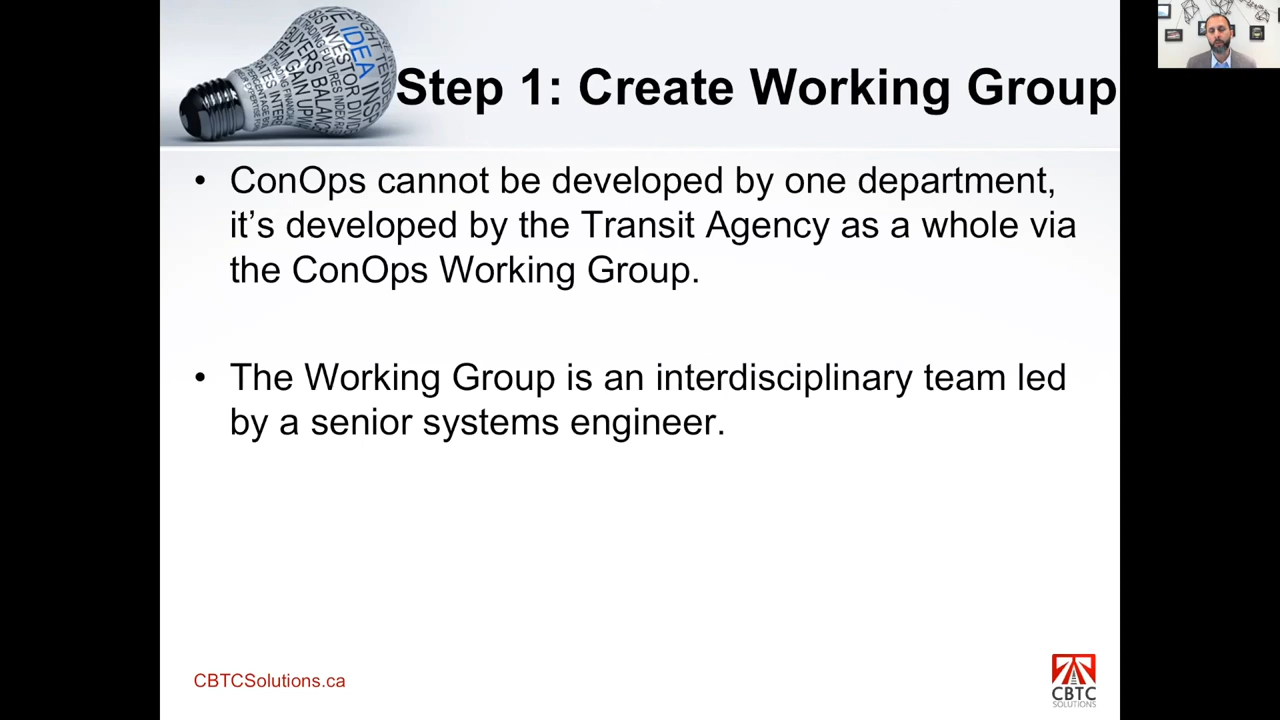 IDEA
Step 1: Create Working Group
• ConOps cannot be developed by one department,
it’s developed by the Transit Agency as a whole via
the ConOps Working Group.
• The Working Group is an interdisciplinary team led
by a senior systems engineer.
CBTCSolutions.ca
CBTC
SOLUTIONS